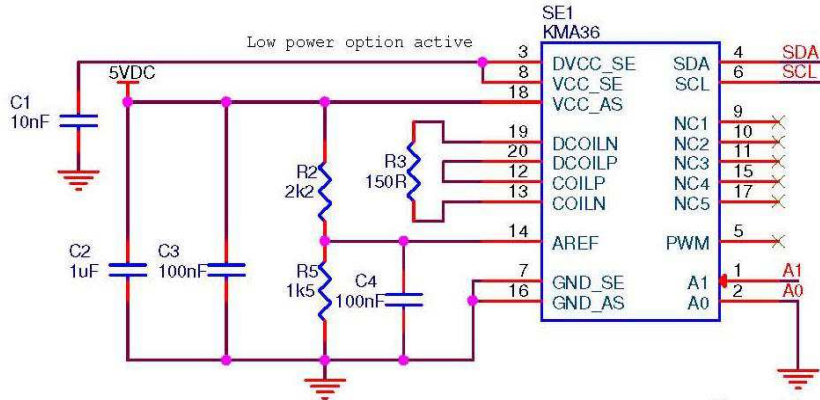 SE1
KMA36
Low power option active
5VDC
C1
10nF
3 DVCC_SE
8 VCC_SE
18 VCC_AS
19 DCOILN
20 DCOILP
12 COILP
13 COILN
14 AREF
7 GND_SE
16 GND_AS
SDA 4 SDA
SCL 6 SCL
NC1 9
NC2 10
NC3 11
NC4 15
NC5 17
PWM 5
A1 1 A1
A0 2 A0
R3
150R
R2
2k2
C2
1uF
C3
100nF
R5
1k5
C4
100nF